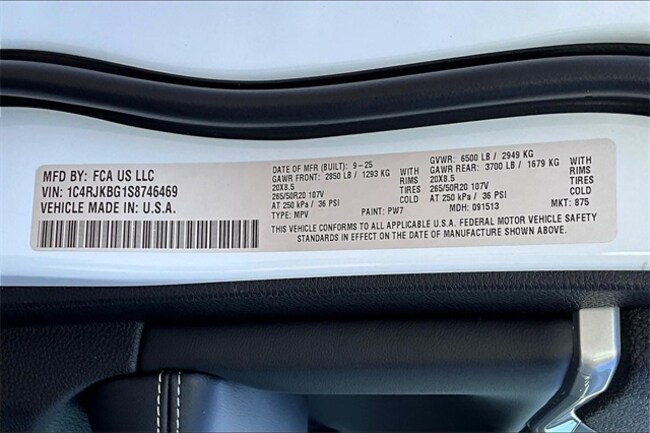 MFD BY: FCA US LLC
VIN: 1C4RJKBG1S8746469
VEHICLE MADE IN: U.S.A.
DATE OF MFR (BUILT): 9-25
GAWR FRONT: 2850 LB / 1293 KG WITH
20X8.5 RIMS
265/50R20 107V TIRES
AT 250 kPa / 36 PSI COLD
TYPE: MPV PAINT: PW7
GVWR: 6500 LB / 2949 KG
GAWR REAR: 3700 LB / 1679 KG WITH
20X8.5 RIMS
265/50R20 107V TIRES
AT 250 kPa / 36 PSI COLD
MDH: 091513 MKT: 875
THIS VEHICLE CONFORMS TO ALL APPLICABLE U.S.A. FEDERAL MOTOR VEHICLE SAFETY
STANDARDS IN EFFECT ON THE DATE OF MANUFACTURE SHOWN ABOVE.